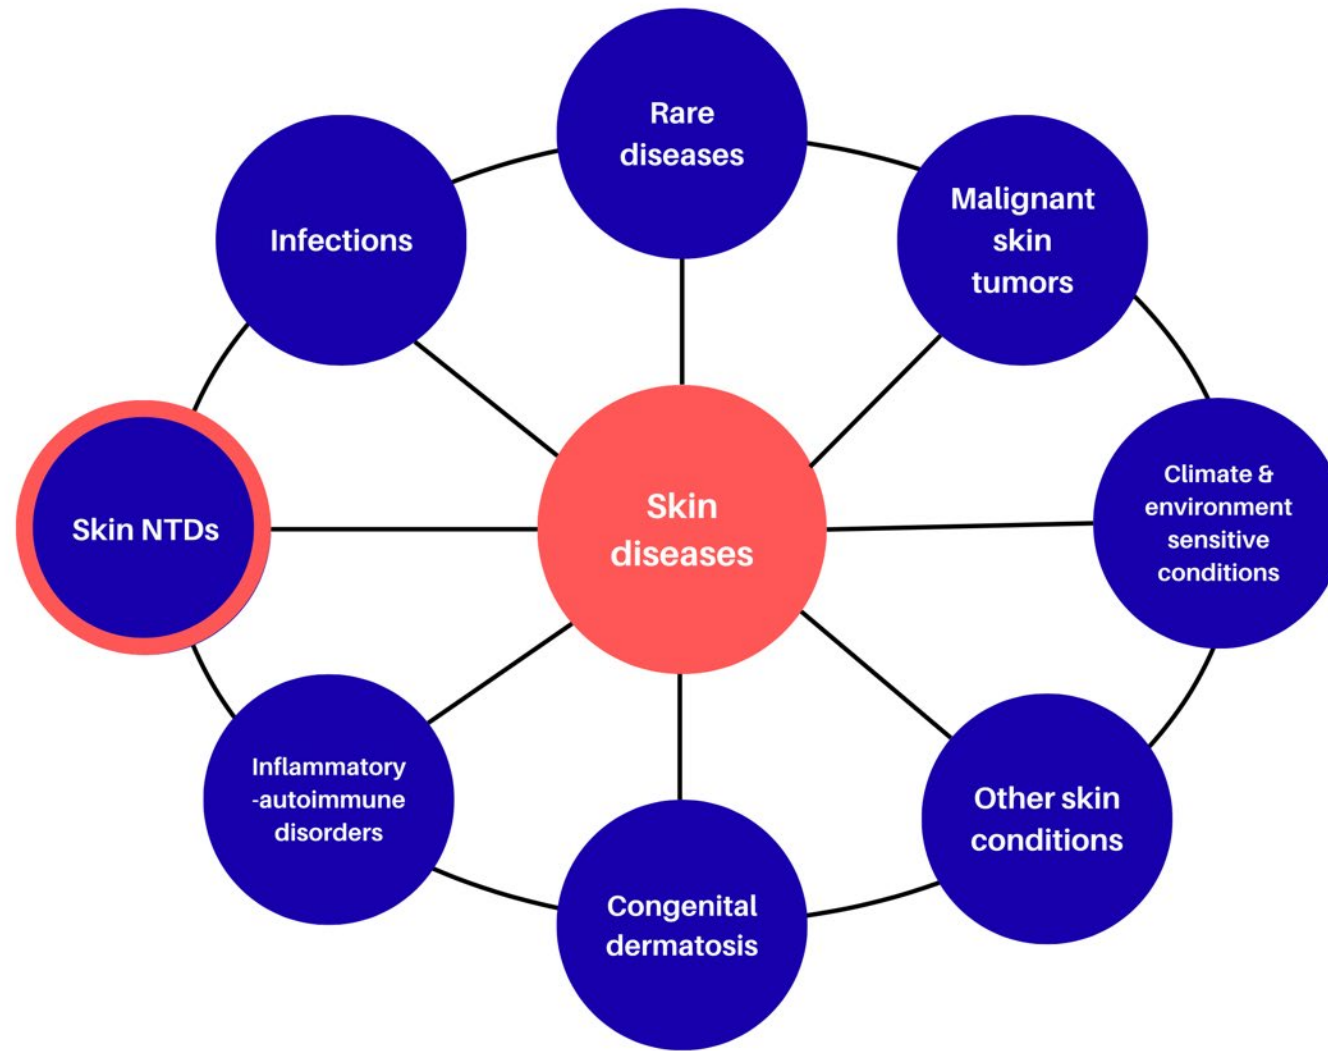 Rare
diseases
Malignant
skin
tumors
Infections
Climate &
environment
sensitive
conditions
Skin
diseases
Skin NTDs
Inflammatory
-autoimmune
disorders
Other skin
conditions
Congenital
dermatosis